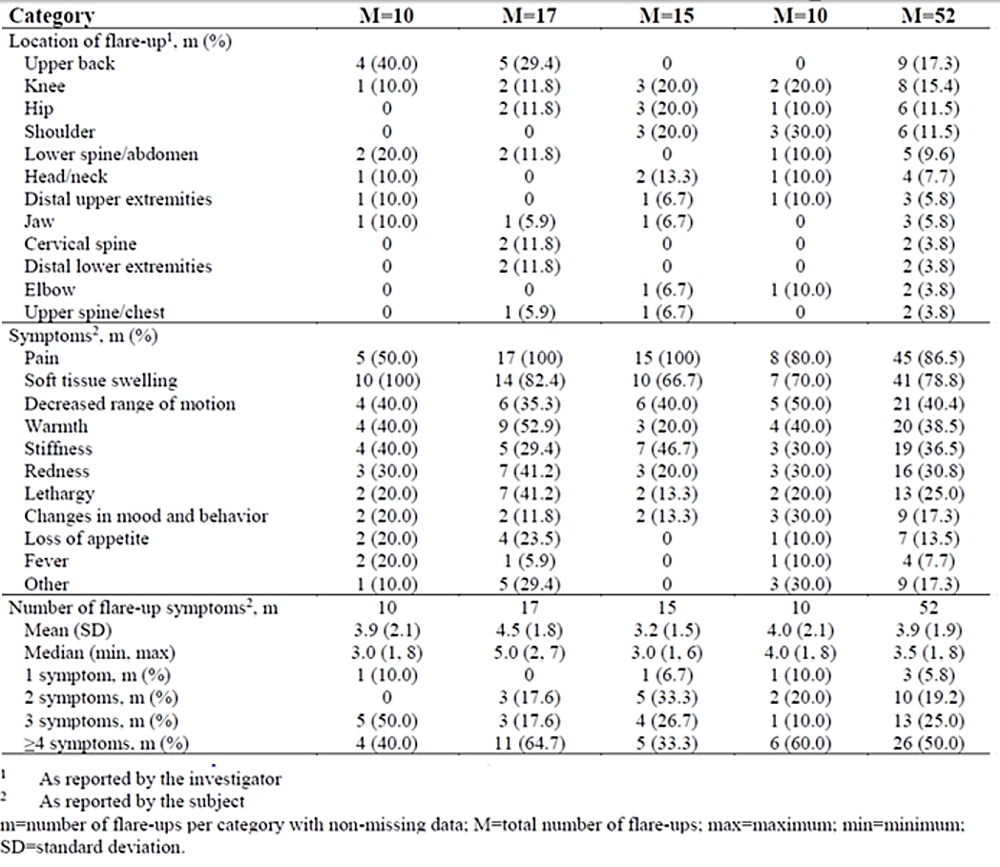 Category M=10 M=17 M=15 M=10 M=52
Location of flare-up¹, m (%)
Upper back 4 (40.0) 5 (29.4) 0 0 9 (17.3)
Knee 1 (10.0) 2 (11.8) 3 (20.0) 2 (20.0) 8 (15.4)
Hip 0 2 (11.8) 3 (20.0) 1 (10.0) 6 (11.5)
Shoulder 0 0 3 (20.0) 3 (30.0) 6 (11.5)
Lower spine/abdomen 2 (20.0) 2 (11.8) 0 1 (10.0) 5 (9.6)
Head/neck 1 (10.0) 0 2 (13.3) 1 (10.0) 4 (7.7)
Distal upper extremities 1 (10.0) 0 1 (6.7) 1 (10.0) 3 (5.8)
Jaw 1 (10.0) 1 (5.9) 1 (6.7) 0 3 (5.8)
Cervical spine 0 2 (11.8) 0 0 2 (3.8)
Distal lower extremities 0 2 (11.8) 0 0 2 (3.8)
Elbow 0 0 1 (6.7) 1 (10.0) 2 (3.8)
Upper spine/chest 0 1 (5.9) 1 (6.7) 0 2 (3.8)
Symptoms², m (%)
Pain 5 (50.0) 17 (100) 15 (100) 8 (80.0) 45 (86.5)
Soft tissue swelling 10 (100) 14 (82.4) 10 (66.7) 7 (70.0) 41 (78.8)
Decreased range of motion 4 (40.0) 6 (35.3) 6 (40.0) 5 (50.0) 21 (40.4)
Warmth 4 (40.0) 9 (52.9) 3 (20.0) 4 (40.0) 20 (38.5)
Stiffness 4 (40.0) 5 (29.4) 7 (46.7) 3 (30.0) 19 (36.5)
Redness 3 (30.0) 7 (41.2) 3 (20.0) 3 (30.0) 16 (30.8)
Lethargy 2 (20.0) 7 (41.2) 2 (13.3) 2 (20.0) 13 (25.0)
Changes in mood and behavior 2 (20.0) 2 (11.8) 2 (13.3) 3 (30.0) 9 (17.3)
Loss of appetite 2 (20.0) 4 (23.5) 0 1 (10.0) 7 (13.5)
Fever 2 (20.0) 1 (5.9) 0 1 (10.0) 4 (7.7)
Other 1 (10.0) 5 (29.4) 0 3 (30.0) 9 (17.3)
Number of flare-up symptoms², m 10 17 15 10 52
Mean (SD) 3.9 (2.1) 4.5 (1.8) 3.2 (1.5) 4.0 (2.1) 3.9 (1.9)
Median (min, max) 3.0 (1, 8) 5.0 (2, 7) 3.0 (1, 6) 4.0 (1, 8) 3.5 (1, 8)
1 symptom, m (%) 1 (10.0) 0 1 (6.7) 1 (10.0) 3 (5.8)
2 symptoms, m (%) 0 3 (17.6) 5 (33.3) 2 (20.0) 10 (19.2)
3 symptoms, m (%) 5 (50.0) 3 (17.6) 4 (26.7) 1 (10.0) 13 (25.0)
≥4 symptoms, m (%) 4 (40.0) 11 (64.7) 5 (33.3) 6 (60.0) 26 (50.0)
¹ As reported by the investigator
² As reported by the subject
m=number of flare-ups per category with non-missing data; M=total number of flare-ups; max=maximum; min=minimum;
SD=standard deviation.